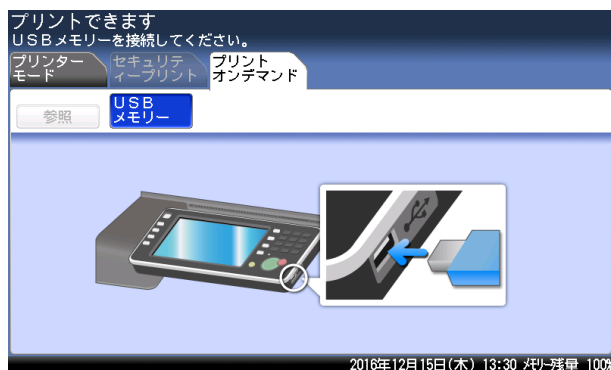 プリントできます
ＵＳＢメモリーを接続してください。
プリンター
モード
セキュリテ
ィープリント
プリント
オンデマンド
参照
ＵＳＢ
メモリー
2016年12月15日(木) 13:30 ﾒﾓﾘｰ残量 100%